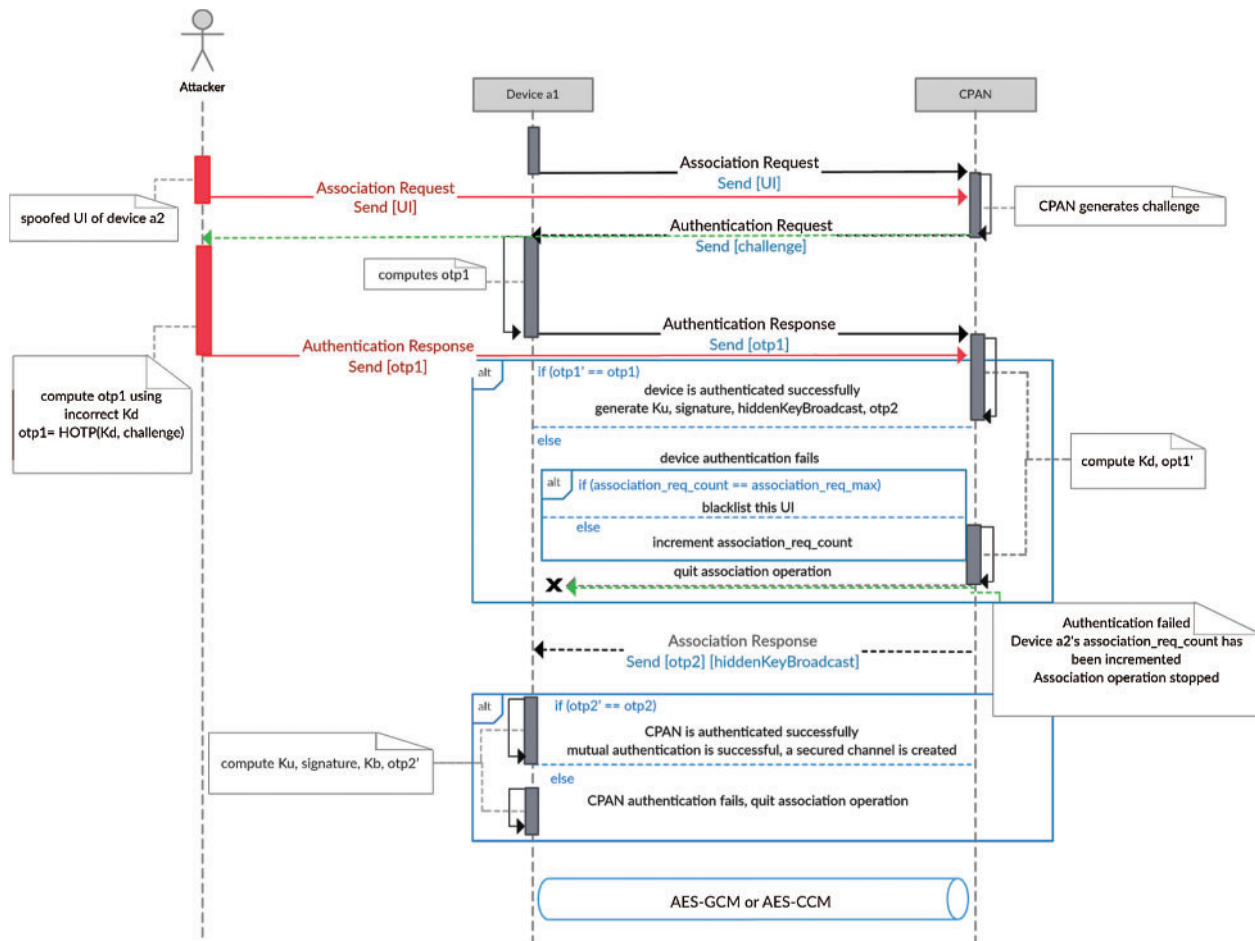 Attacker
Device a1
CPAN
Association Request
Send [UI]
Association Request
Send [UI]
spoofed UI of device a2
CPAN generates challenge
Authentication Request
Send [challenge]
computes otp1
Authentication Response
Send [otp1]
Authentication Response
Send [otp1]
compute otp1 using
incorrect Kd
otp1= HOTP(Kd, challenge)
alt
if (otp1' == otp1)
device is authenticated successfully
generate Ku, signature, hiddenKeyBroadcast, otp2
else
device authentication fails
compute Kd, opt1'
alt
if (association_req_count == association_req_max)
blacklist this UI
else
increment association_req_count
quit association operation
Authentication failed
Device a2's association_req_count has
been incremented
Association operation stopped
Association Response
Send [otp2] [hiddenKeyBroadcast]
alt
if (otp2' == otp2)
CPAN is authenticated successfully
mutual authentication is successful, a secured channel is created
compute Ku, signature, Kb, otp2'
else
CPAN authentication fails, quit association operation
AES-GCM or AES-CCM